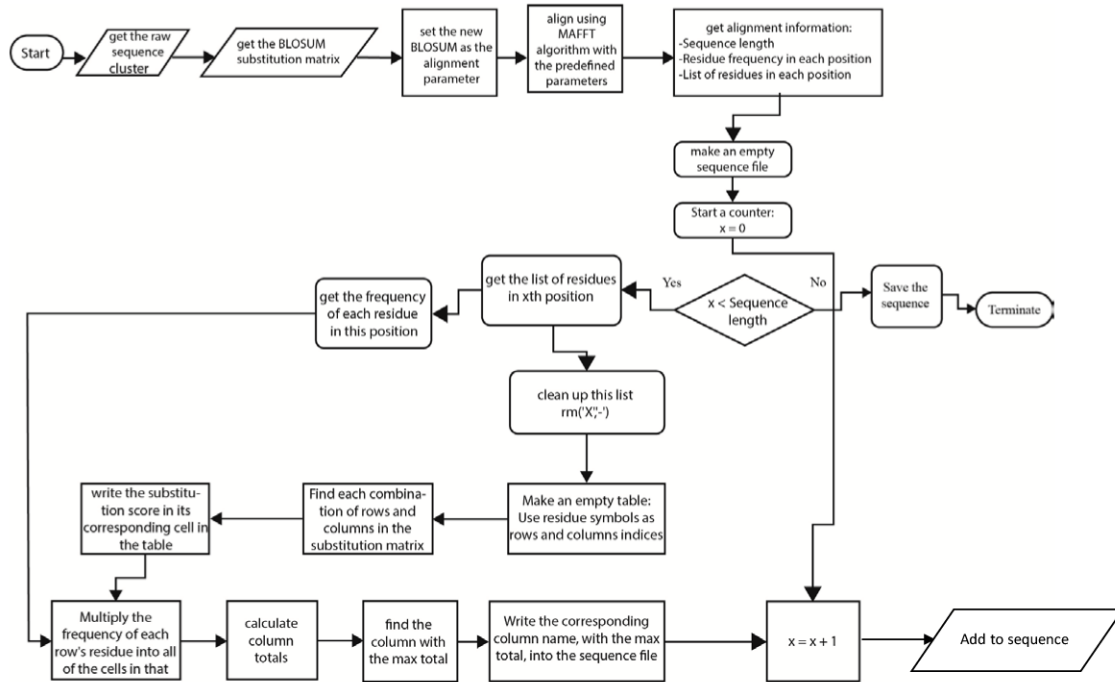 Start
get the raw
sequence
cluster
get the BLOSUM
substitution matrix
set the new
BLOSUM as the
alignment
parameter
align using
MAFFT
algorithm with
the predefined
parameters
get alignment information:
-Sequence length
-Residue frequency in each position
-List of residues in each position
make an empty
sequence file
Start a counter:
x = 0
x < Sequence
length
Yes
No
Save the
sequence
Terminate
get the list of residues
in xth position
get the frequency
of each residue
in this position
clean up this list
rm('X','-')
Make an empty table:
Use residue symbols as
rows and columns indices
Find each combina-
tion of rows and
columns in the
substitution matrix
write the substitu-
tion score in its
corresponding cell in
the table
Multiply the
frequency of each
row's residue into all
of the cells in that
calculate
column
totals
find the
column with
the max total
Write the corresponding
column name, with the max
total, into the sequence file
x = x + 1
Add to sequence